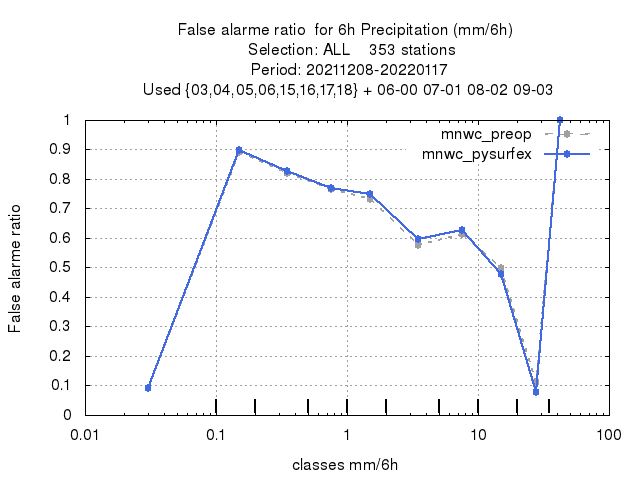 False alarme ratio  for 6h Precipitation (mm/6h)
Selection: ALL    353 stations
Period: 20211208-20220117
Used {03,04,05,06,15,16,17,18} + 06-00 07-01 08-02 09-03
mnwc_preop
mnwc_pysurfex
False alarme ratio
1
0.9
0.8
0.7
0.6
0.5
0.4
0.3
0.2
0.1
0
0.01 0.1 1 10 100
classes mm/6h